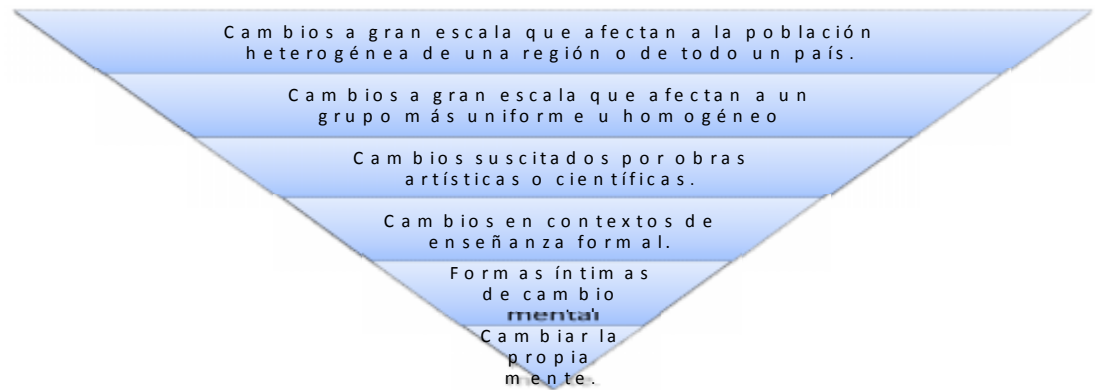 Cambios a gran escala que afectan a la población
heterogénea de una región o de todo un país.
Cambios a gran escala que afectan a un
grupo más uniforme u homogéneo
Cambios suscitados por obras
artísticas o científicas.
Cambios en contextos de
enseñanza formal.
Formas íntimas
de cambio
mental
Cambiar la
propia
mente.